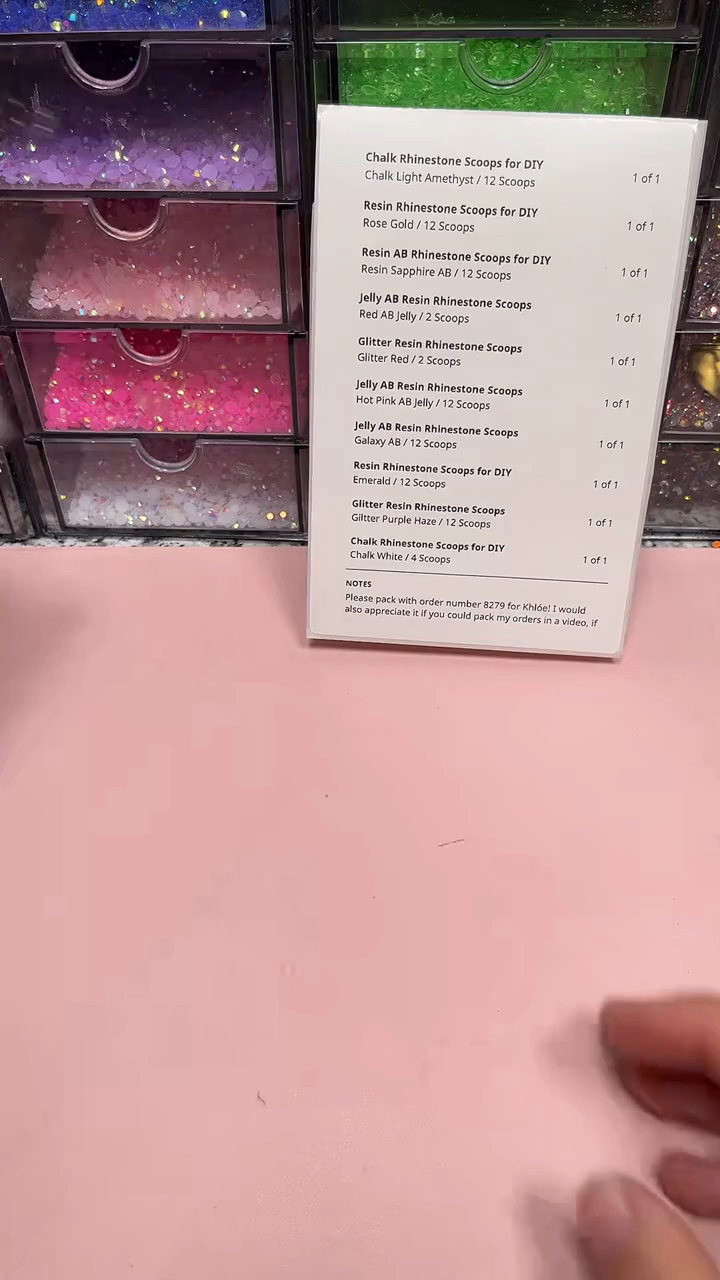 Chalk Rhinestone Scoops for DIY
Chalk Light Amethyst / 12 Scoops 1 of 1
Resin Rhinestone Scoops for DIY
Rose Gold / 12 Scoops 1 of 1
Resin AB Rhinestone Scoops for DIY
Resin Sapphire AB / 12 Scoops 1 of 1
Jelly AB Resin Rhinestone Scoops
Red AB Jelly / 2 Scoops 1 of 1
Glitter Resin Rhinestone Scoops
Glitter Red / 2 Scoops 1 of 1
Jelly AB Resin Rhinestone Scoops
Hot Pink AB Jelly / 12 Scoops 1 of 1
Jelly AB Resin Rhinestone Scoops
Galaxy AB / 12 Scoops 1 of 1
Resin Rhinestone Scoops for DIY
Emerald / 12 Scoops 1 of 1
Glitter Resin Rhinestone Scoops
Glitter Purple Haze / 12 Scoops 1 of 1
Chalk Rhinestone Scoops for DIY
Chalk White / 4 Scoops 1 of 1
NOTES
Please pack with order number 8279 for Khlóe! I would
also appreciate it if you could pack my orders in a video, if